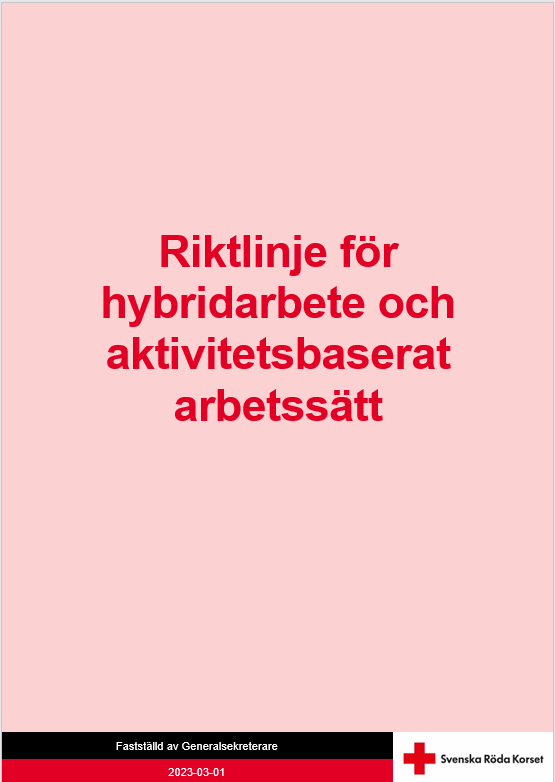 Riktlinje för
hybridarbete och
aktivitetsbaserat
arbetssätt
Fastställd av Generalsekreterare
2023-03-01
Svenska Röda Korset